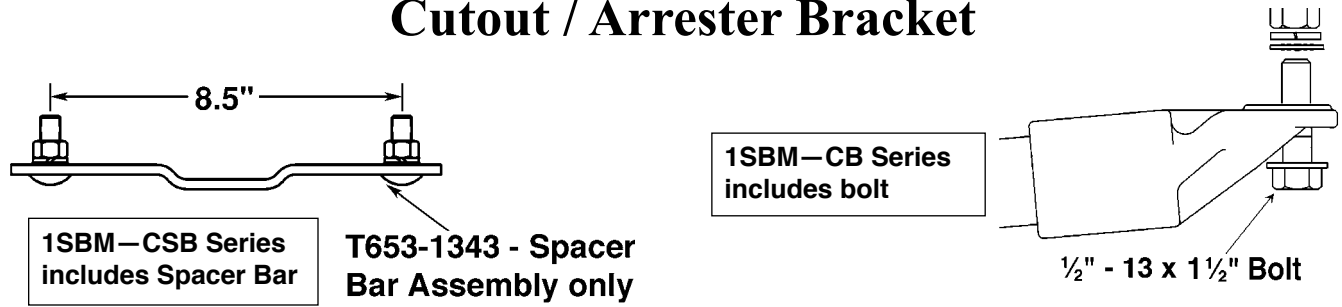 Cutout / Arrester Bracket
8.5"
1SBM—CSB Series
includes Spacer Bar
T653-1343 - Spacer
Bar Assembly only
1SBM—CB Series
includes bolt
½" - 13 x 1½" Bolt